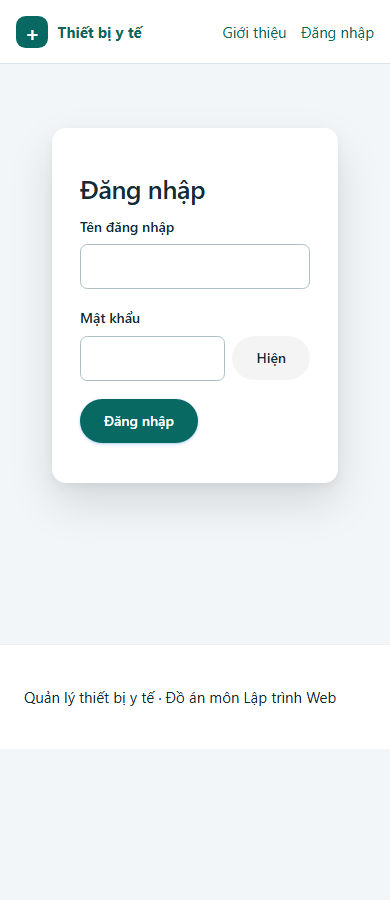 + Thiết bị y tế Giới thiệu Đăng nhập
Đăng nhập
Tên đăng nhập
Mật khẩu
Hiện
Đăng nhập
Quản lý thiết bị y tế · Đồ án môn Lập trình Web